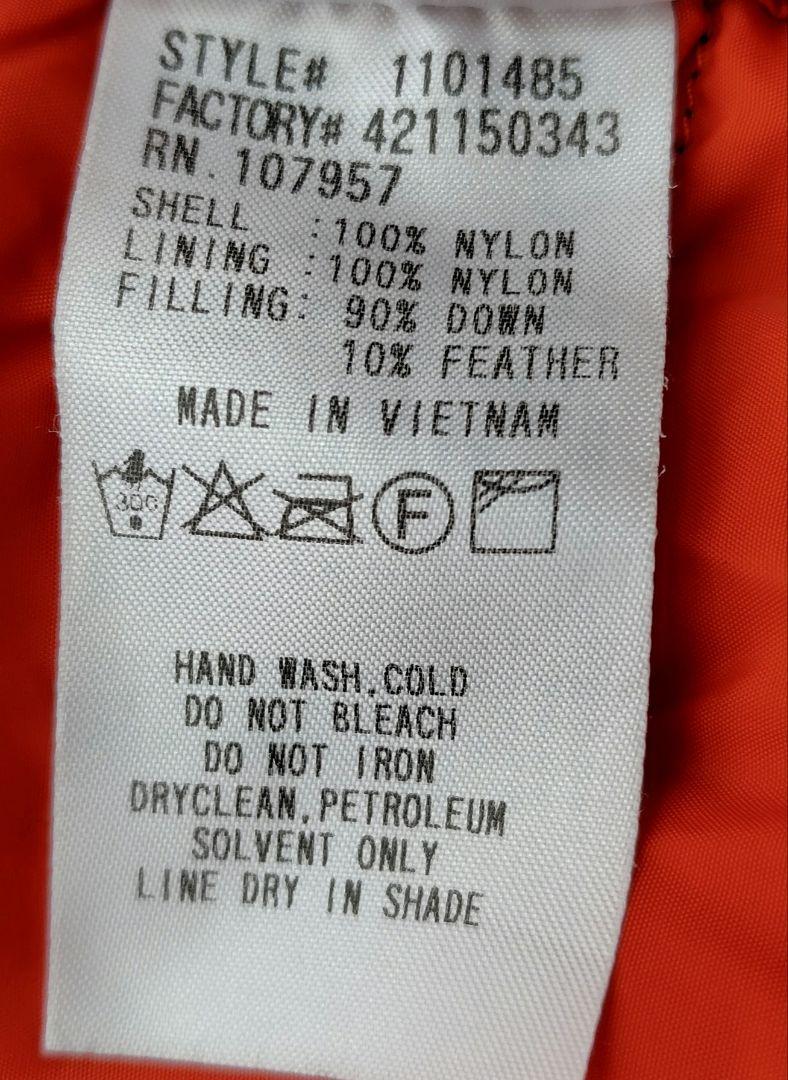 STYLE# 1101485
FACTORY# 421150343
RN. 107957
SHELL :100% NYLON
LINING :100% NYLON
FILLING: 90% DOWN
10% FEATHER
MADE IN VIETNAM
30C F
HAND WASH,COLD
DO NOT BLEACH
DO NOT IRON
DRYCLEAN,PETROLEUM
SOLVENT ONLY
LINE DRY IN SHADE